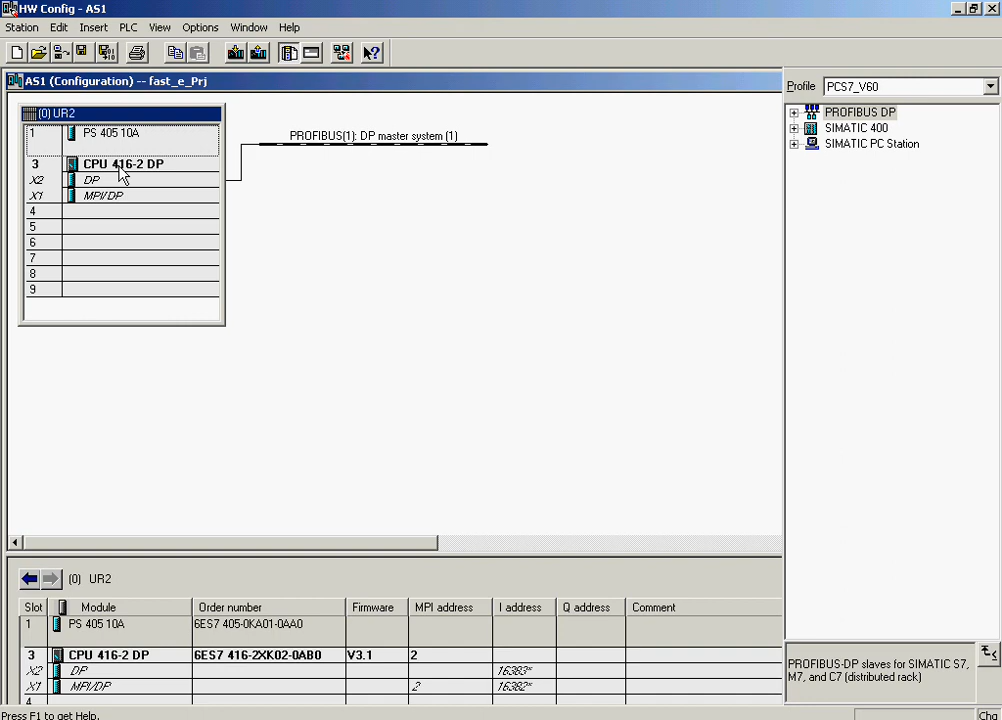 HW Config - AS1
Station Edit Insert PLC View Options Window Help
AS1 (Configuration) -- fast_e_Prj
(0) UR2
1 PS 405 10A
3 CPU 416-2 DP
X2 DP
X1 MPI/DP
4
5
6
7
8
9
PROFIBUS(1): DP master system (1)
Profile PCS7_V60
PROFIBUS DP
SIMATIC 400
SIMATIC PC Station
(0) UR2
Slot Module Order number Firmware MPI address I address Q address Comment
1 PS 405 10A 6ES7 405-0KA01-0AA0
3 CPU 416-2 DP 6ES7 416-2XK02-0AB0 V3.1 2
X2 DP 16383*
X1 MPI/DP 2 16382*
4
PROFIBUS-DP slaves for SIMATIC S7,
M7, and C7 (distributed rack)
Press F1 to get Help.
Chg